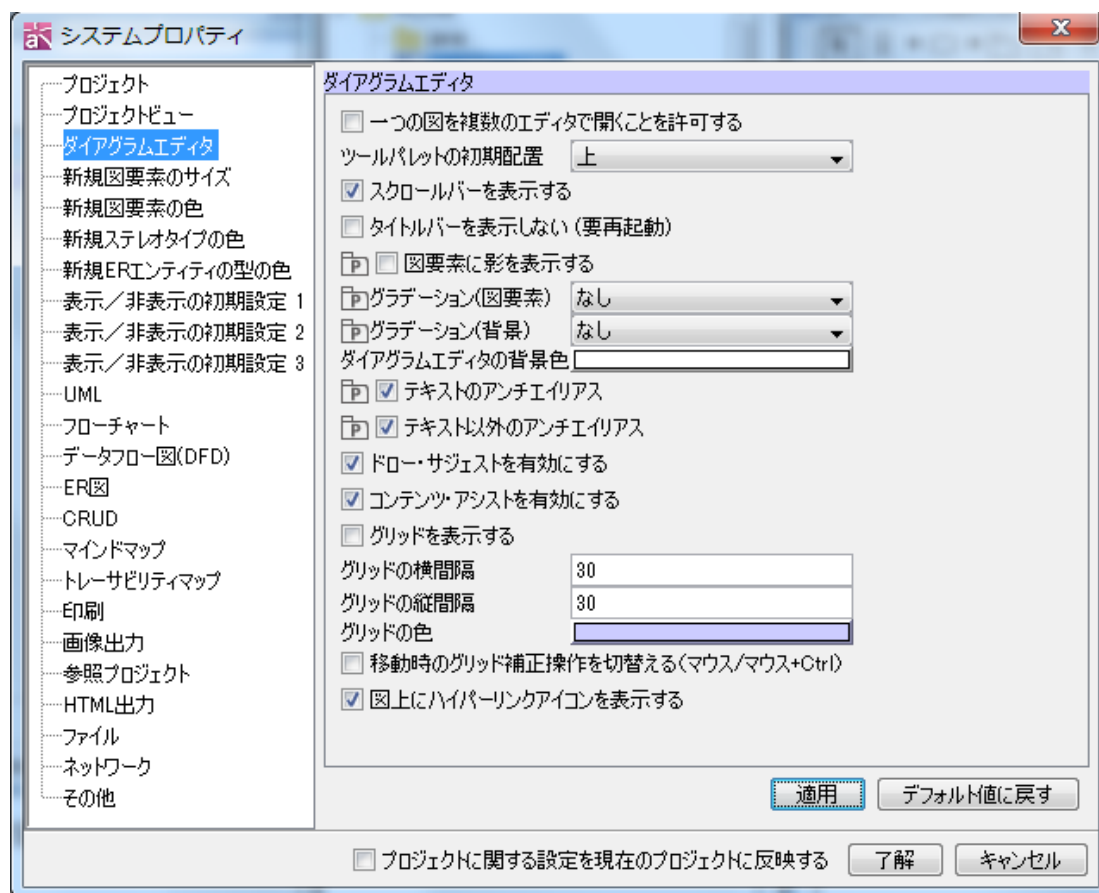 システムプロパティ
プロジェクト
プロジェクトビュー
ダイアグラムエディタ
新規図要素のサイズ
新規図要素の色
新規ステレオタイプの色
新規ERエンティティの型の色
表示／非表示の初期設定 1
表示／非表示の初期設定 2
表示／非表示の初期設定 3
UML
フローチャート
データフロー図(DFD)
ER図
CRUD
マインドマップ
トレーサビリティマップ
印刷
画像出力
参照プロジェクト
HTML出力
ファイル
ネットワーク
その他
ダイアグラムエディタ
一つの図を複数のエディタで開くことを許可する
ツールパレットの初期配置 上
スクロールバーを表示する
タイトルバーを表示しない (要再起動)
P 図要素に影を表示する
P グラデーション(図要素) なし
P グラデーション(背景) なし
ダイアグラムエディタの背景色
P テキストのアンチエイリアス
P テキスト以外のアンチエイリアス
ドロー・サジェストを有効にする
コンテンツ・アシストを有効にする
グリッドを表示する
グリッドの横間隔 30
グリッドの縦間隔 30
グリッドの色
移動時のグリッド補正操作を切替える(マウス/マウス+Ctrl)
図上にハイパーリンクアイコンを表示する
適用 デフォルト値に戻す
プロジェクトに関する設定を現在のプロジェクトに反映する 了解 キャンセル